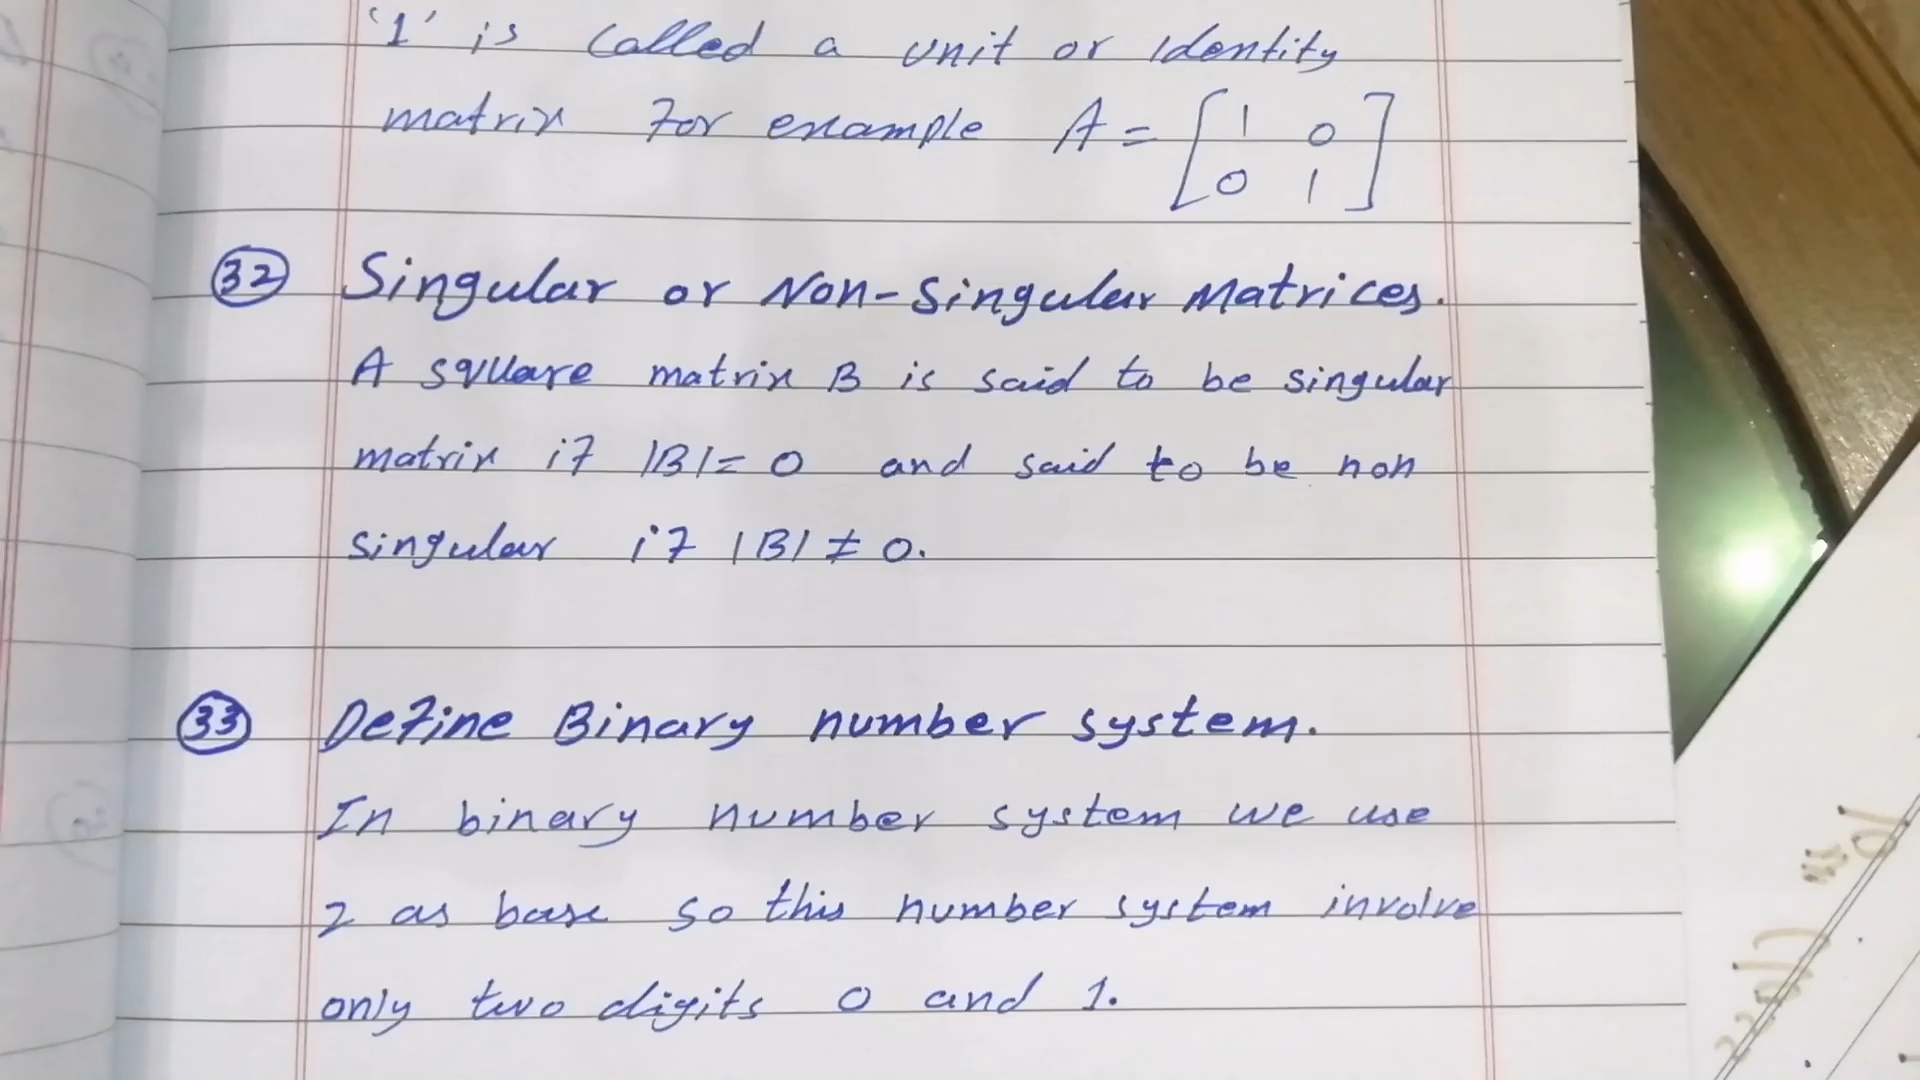 '1' is called a unit or Identity
matrix For example A = [1 0
0 1]
32 Singular or Non-Singular Matrices.
A square matrix B is said to be singular
matrix if |B| = 0 and said to be non
singular if |B| ≠ 0.
33 Define Binary number system.
In binary number system we use
2 as base so this number system involve
only two digits 0 and 1.